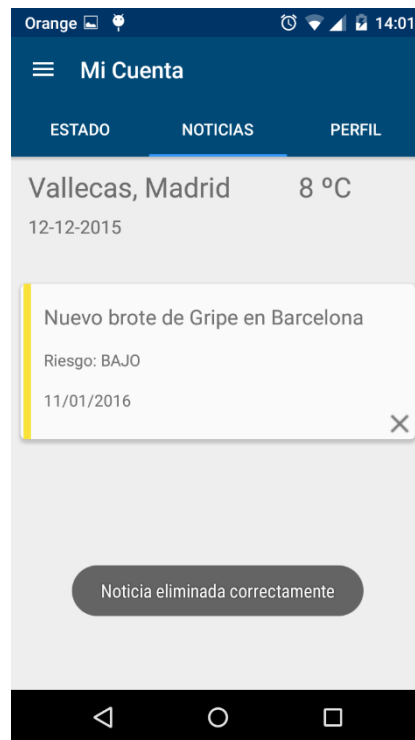 Orange 14:01
Mi Cuenta
ESTADO NOTICIAS PERFIL
Vallecas, Madrid 8 ºC
12-12-2015
Nuevo brote de Gripe en Barcelona
Riesgo: BAJO
11/01/2016
Noticia eliminada correctamente